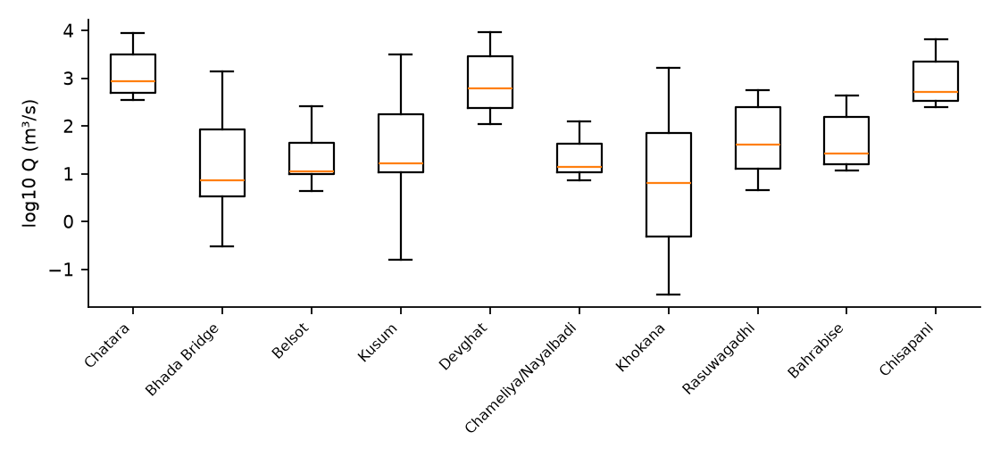 log10 Q (m³/s)
4
3
2
1
0
−1
Chatara
Bhada Bridge
Belsot
Kusum
Devghat
Chameliya/Nayalbadi
Khokana
Rasuwagadhi
Bahrabise
Chisapani